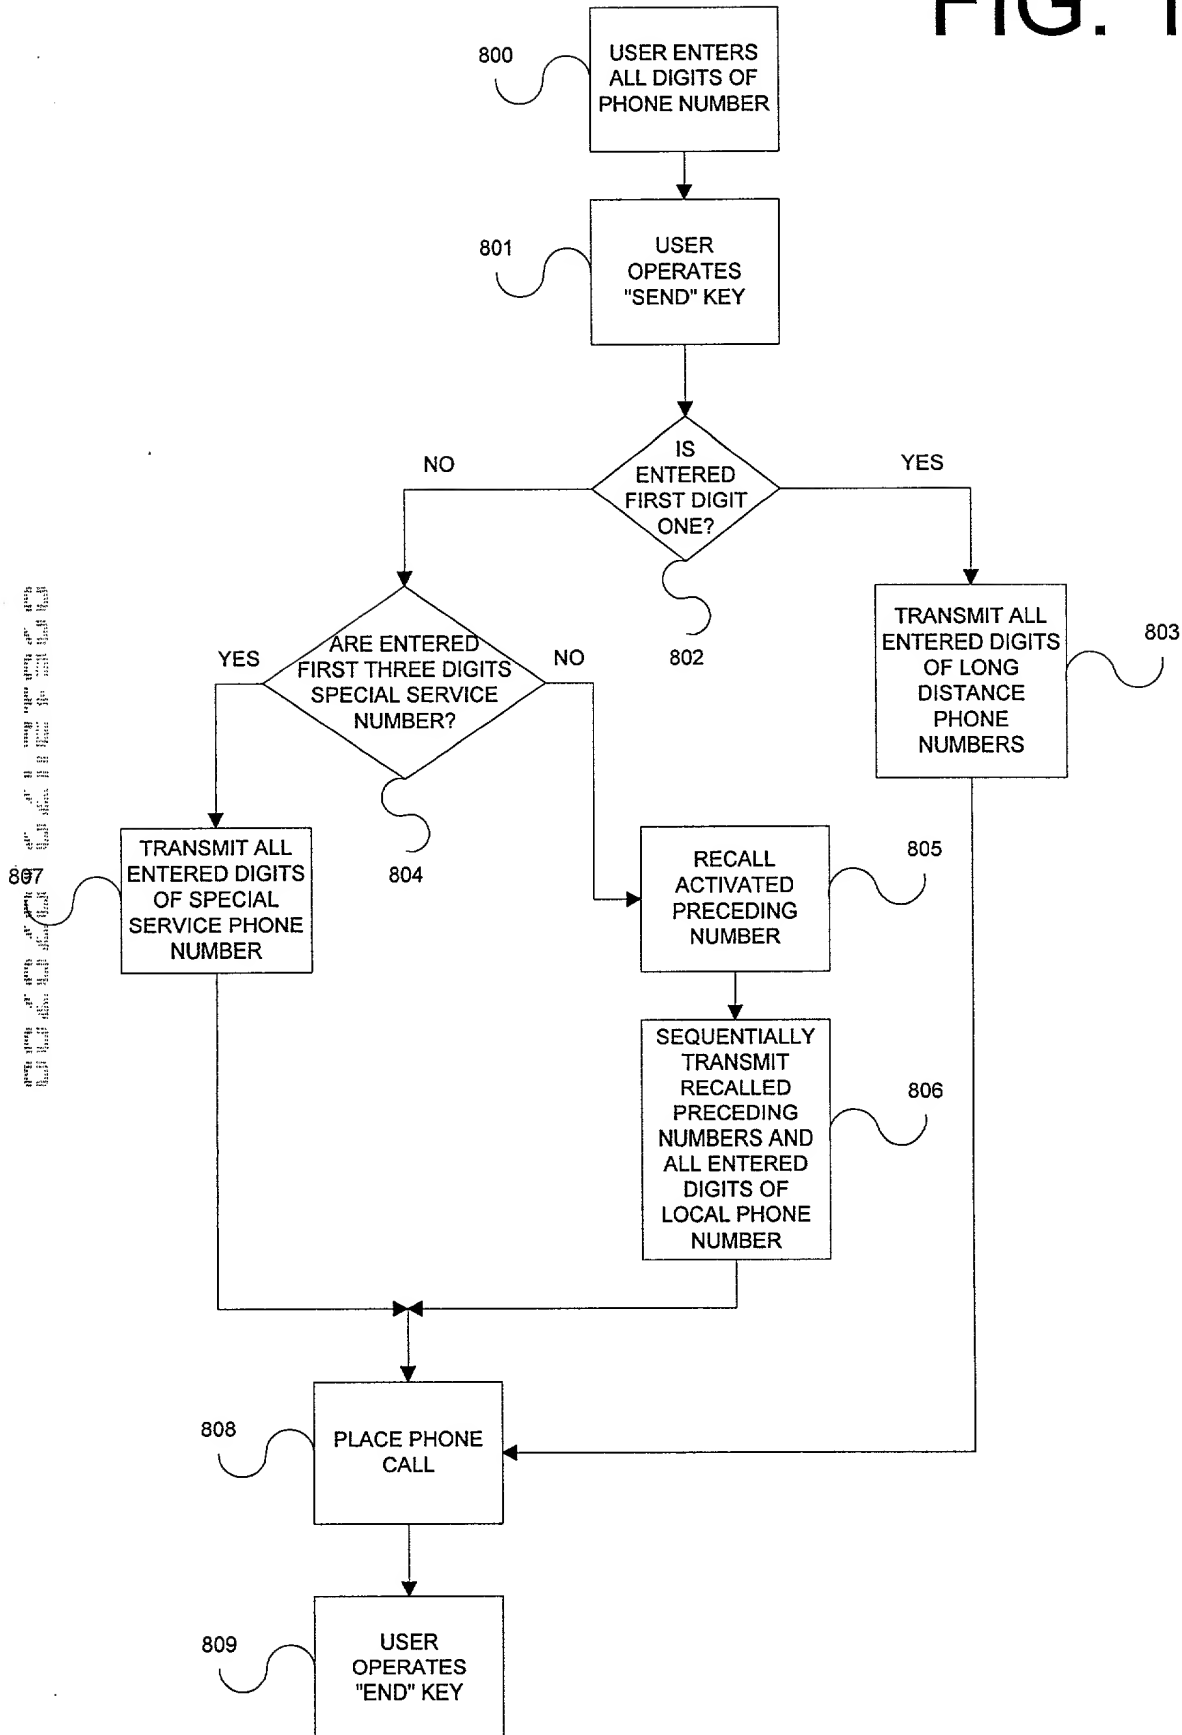 FIG. 1
800
USER ENTERS
ALL DIGITS OF
PHONE NUMBER
801
USER
OPERATES
"SEND" KEY
NO
IS
ENTERED
FIRST DIGIT
ONE?
YES
802
YES
ARE ENTERED
FIRST THREE DIGITS
SPECIAL SERVICE
NUMBER?
NO
804
TRANSMIT ALL
ENTERED DIGITS
OF LONG
DISTANCE
PHONE
NUMBERS
803
807
TRANSMIT ALL
ENTERED DIGITS
OF SPECIAL
SERVICE PHONE
NUMBER
RECALL
ACTIVATED
PRECEDING
NUMBER
805
SEQUENTIALLY
TRANSMIT
RECALLED
PRECEDING
NUMBERS AND
ALL ENTERED
DIGITS OF
LOCAL PHONE
NUMBER
806
808
PLACE PHONE
CALL
809
USER
OPERATES
"END" KEY